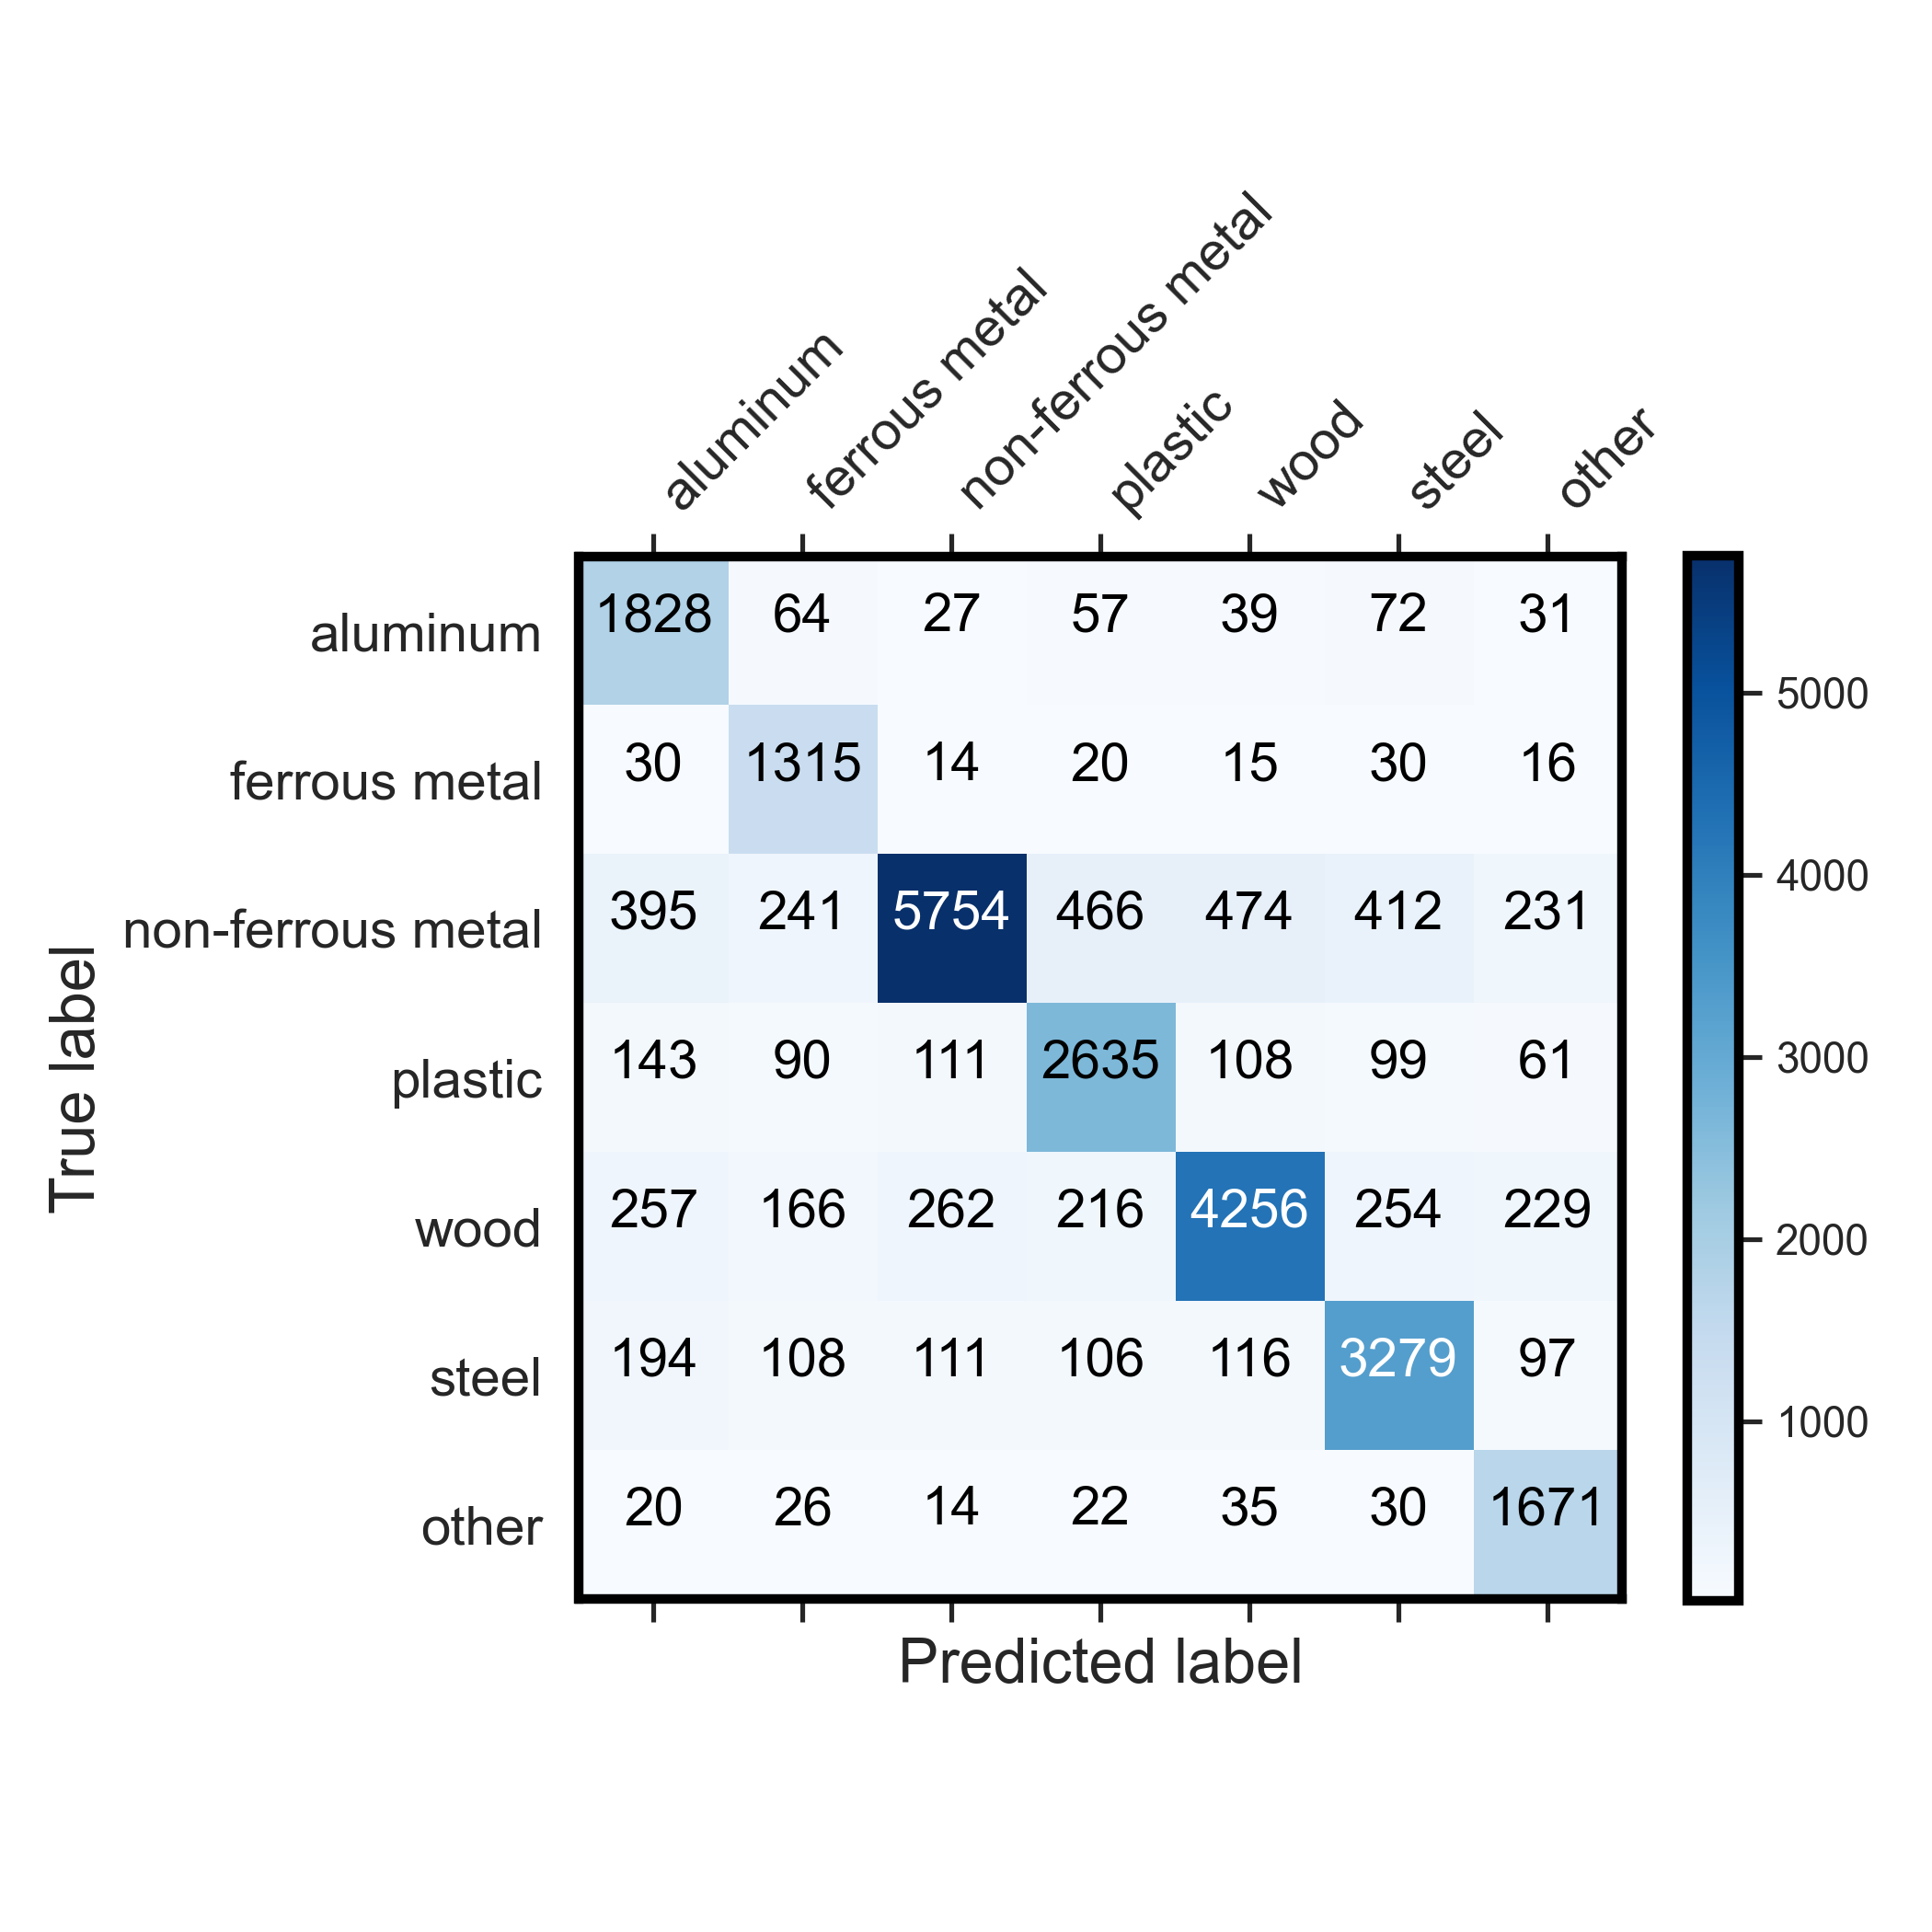 aluminum
ferrous metal
non-ferrous metal
plastic
wood
steel
other
aluminum 1828 64 27 57 39 72 31
ferrous metal 30 1315 14 20 15 30 16
non-ferrous metal 395 241 5754 466 474 412 231
plastic 143 90 111 2635 108 99 61
wood 257 166 262 216 4256 254 229
steel 194 108 111 106 116 3279 97
other 20 26 14 22 35 30 1671
True label
Predicted label
5000
4000
3000
2000
1000